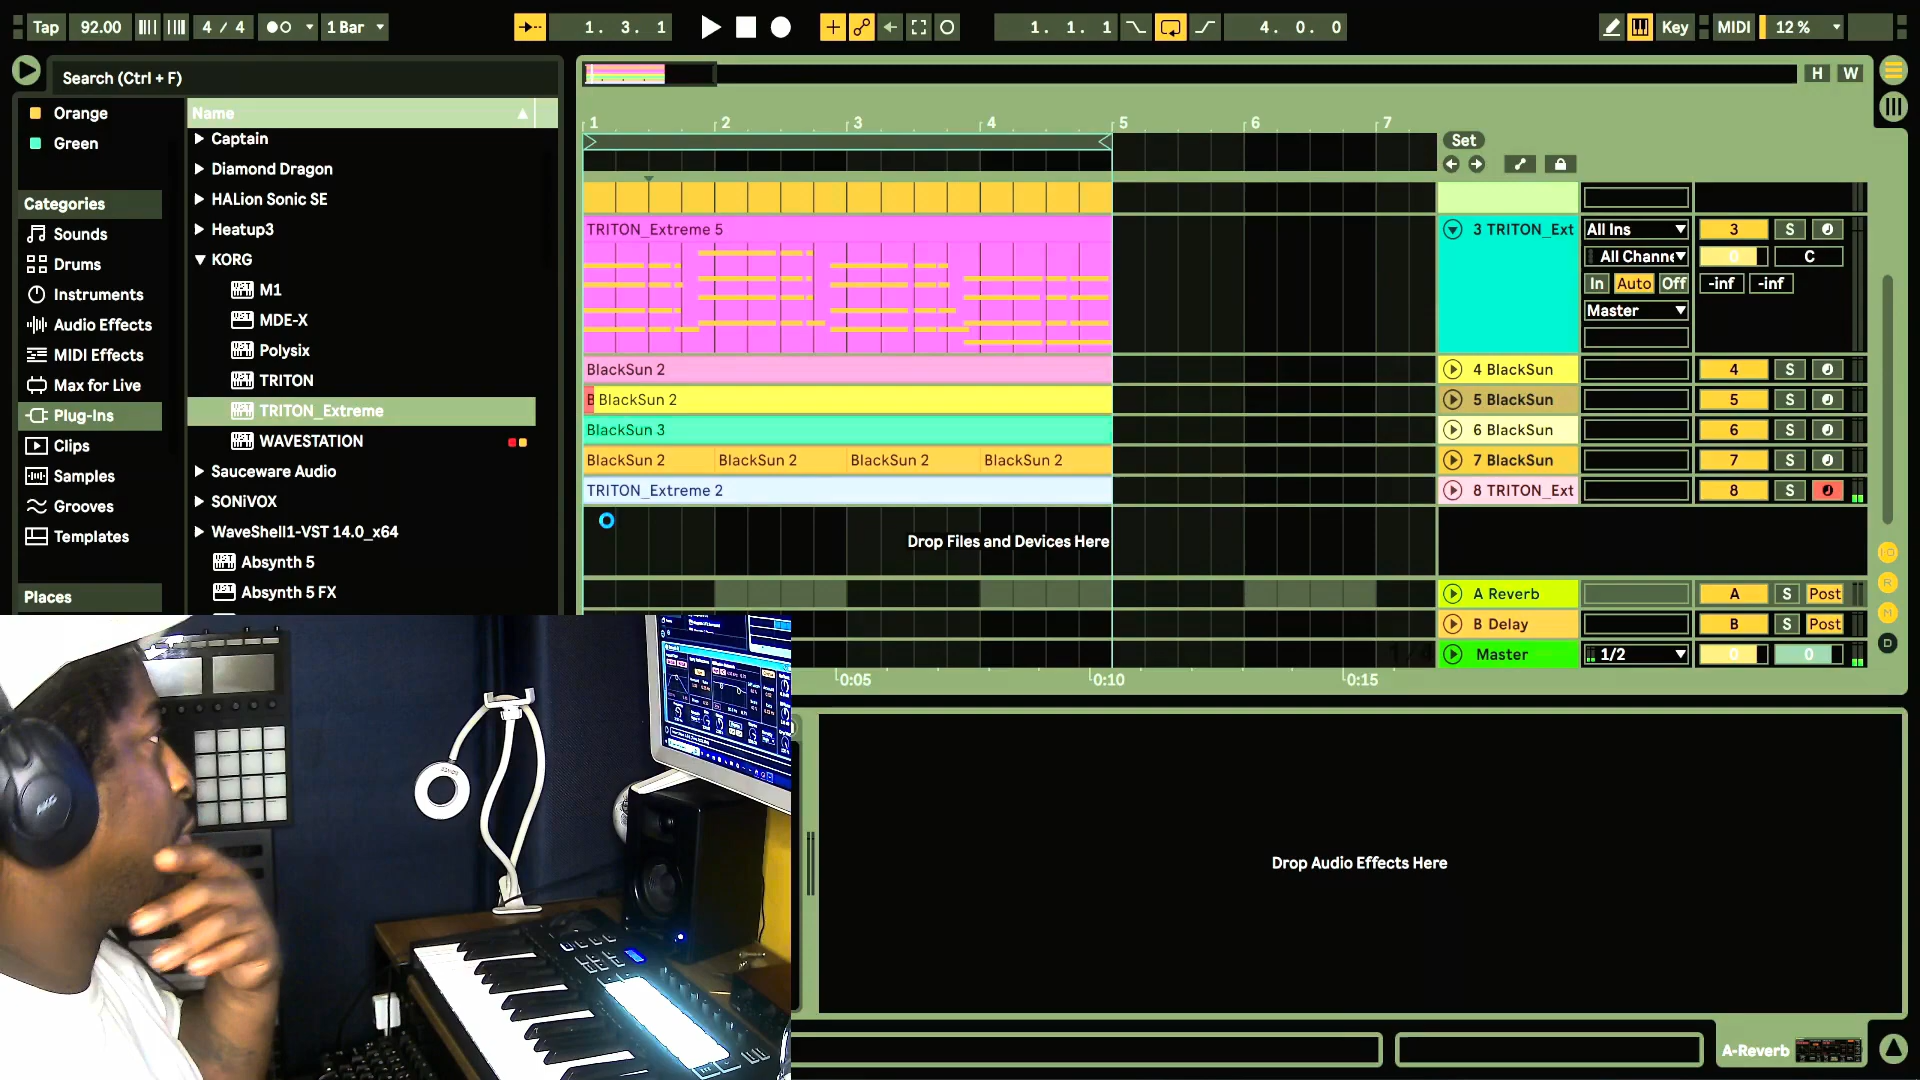 Tap 92.00 4 / 4 1 Bar 1. 3. 1 1. 1. 1 4. 0. 0 Key MIDI 12 %
Search (Ctrl + F)
H W
Orange
Green
Name
Captain
Diamond Dragon
HALion Sonic SE
Heatup3
KORG
M1
MDE-X
Polysix
TRITON
TRITON_Extreme
WAVESTATION
Sauceware Audio
SONiVOX
WaveShell1-VST 14.0_x64
Absynth 5
Absynth 5 FX
Categories
Sounds
Drums
Instruments
Audio Effects
MIDI Effects
Max for Live
Plug-Ins
Clips
Samples
Grooves
Templates
Places
1 2 3 4 5 6 7
Set
TRITON_Extreme 5
3 TRITON_Ext All Ins 3 S
All Channe 0 C
In Auto Off -inf -inf
Master
BlackSun 2 4 BlackSun 4 S
B BlackSun 2 5 BlackSun 5 S
BlackSun 3 6 BlackSun 6 S
BlackSun 2 BlackSun 2 BlackSun 2 BlackSun 2 7 BlackSun 7 S
TRITON_Extreme 2 8 TRITON_Ext 8 S
Drop Files and Devices Here
A Reverb A S Post
B Delay B S Post
1/4 Master 1/2 0 0
0:05 0:10 0:15
Drop Audio Effects Here
A-Reverb